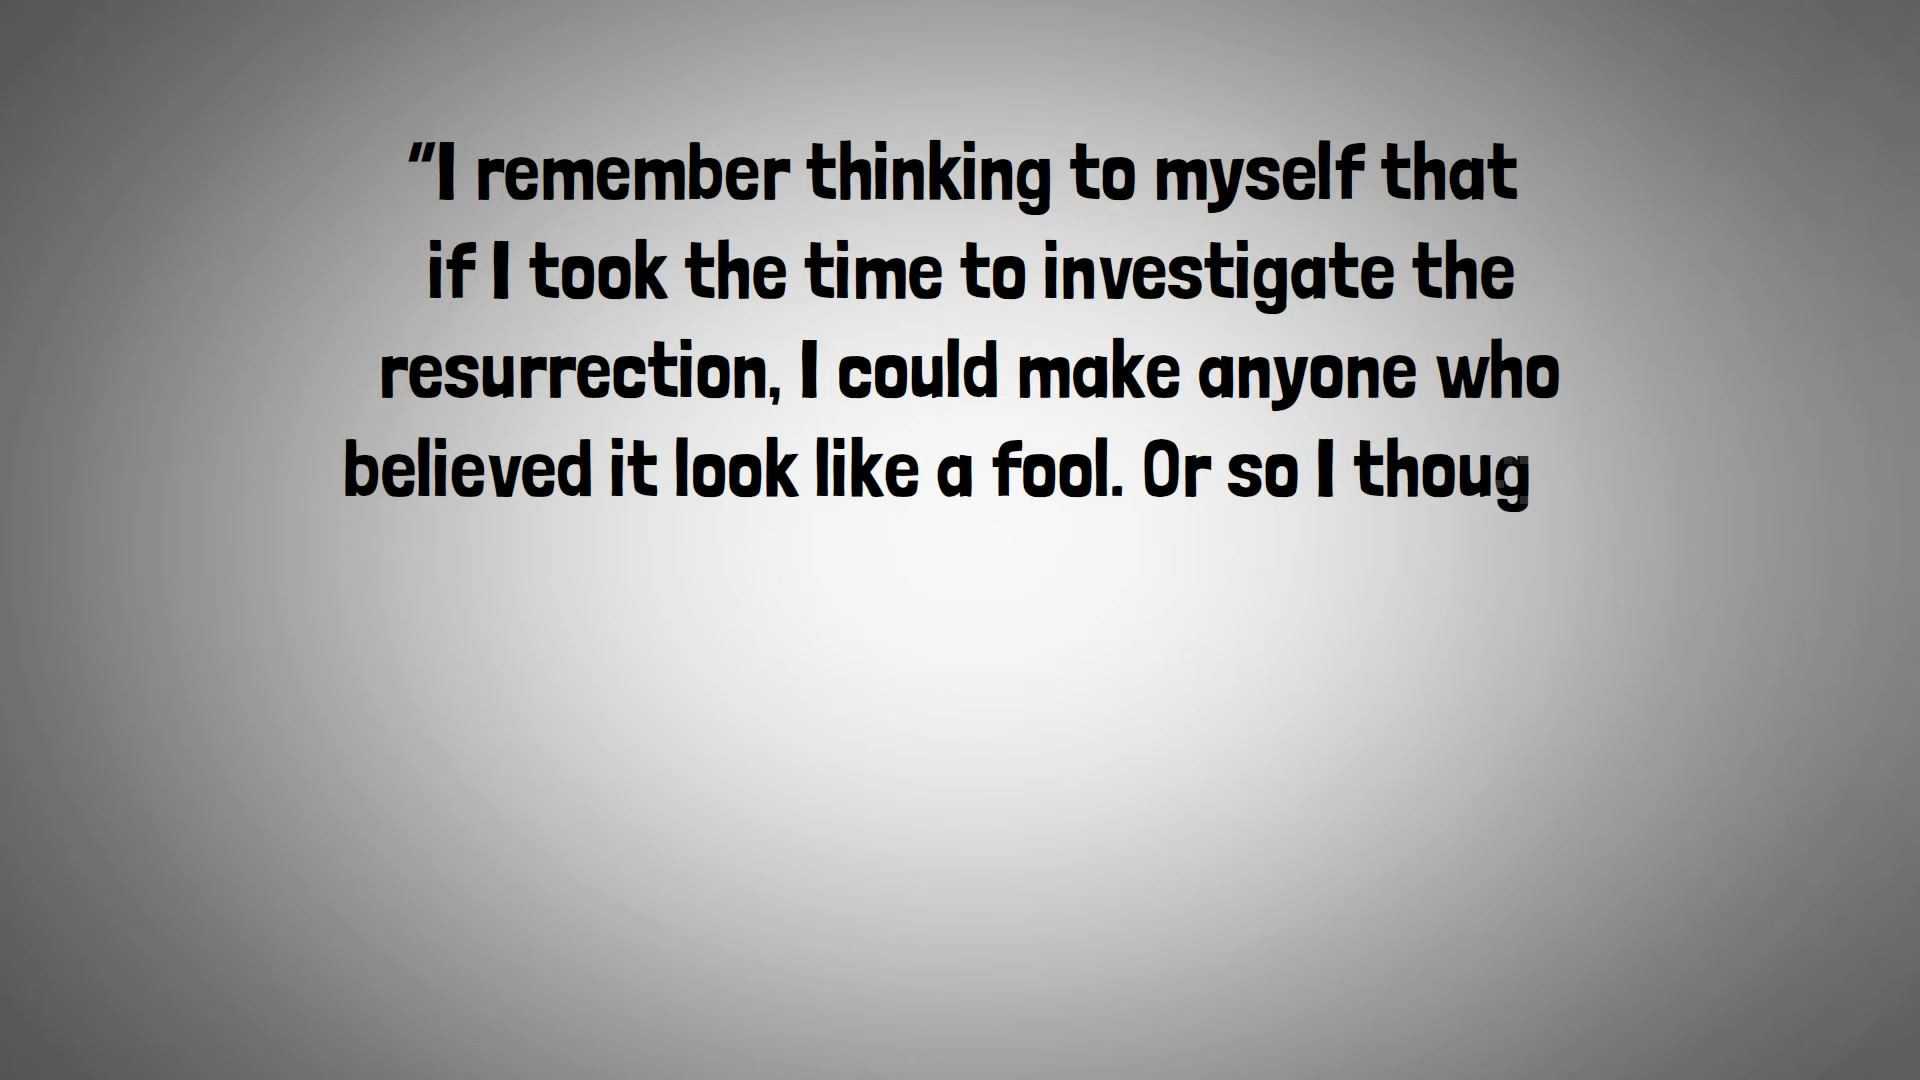 "I remember thinking to myself that
if I took the time to investigate the
resurrection, I could make anyone who
believed it look like a fool. Or so I thoug